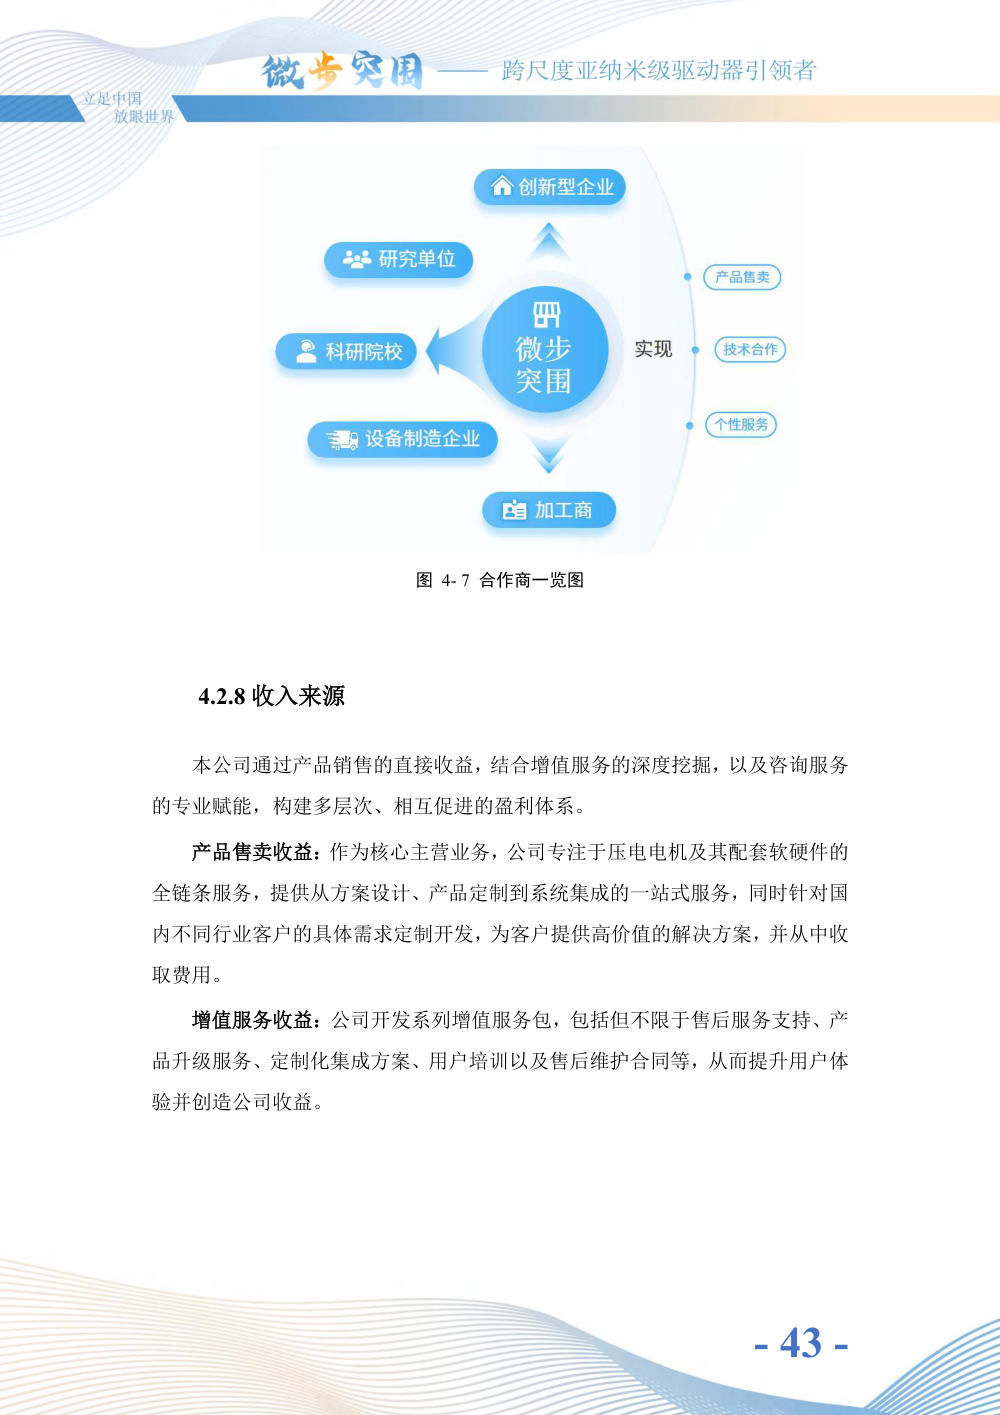 微步突围 —— 跨尺度亚纳米级驱动器引领者
立足中国
放眼世界
创新型企业
研究单位
产品售卖
微步
突围
科研院校
实现
技术合作
设备制造企业
个性服务
加工商
图 4- 7 合作商一览图
4.2.8 收入来源
本公司通过产品销售的直接收益，结合增值服务的深度挖掘，以及咨询服务
的专业赋能，构建多层次、相互促进的盈利体系。
产品售卖收益：作为核心主营业务，公司专注于压电电机及其配套软硬件的
全链条服务，提供从方案设计、产品定制到系统集成的一站式服务，同时针对国
内不同行业客户的具体需求定制开发，为客户提供高价值的解决方案，并从中收
取费用。
增值服务收益：公司开发系列增值服务包，包括但不限于售后服务支持、产
品升级服务、定制化集成方案、用户培训以及售后维护合同等，从而提升用户体
验并创造公司收益。
- 43 -